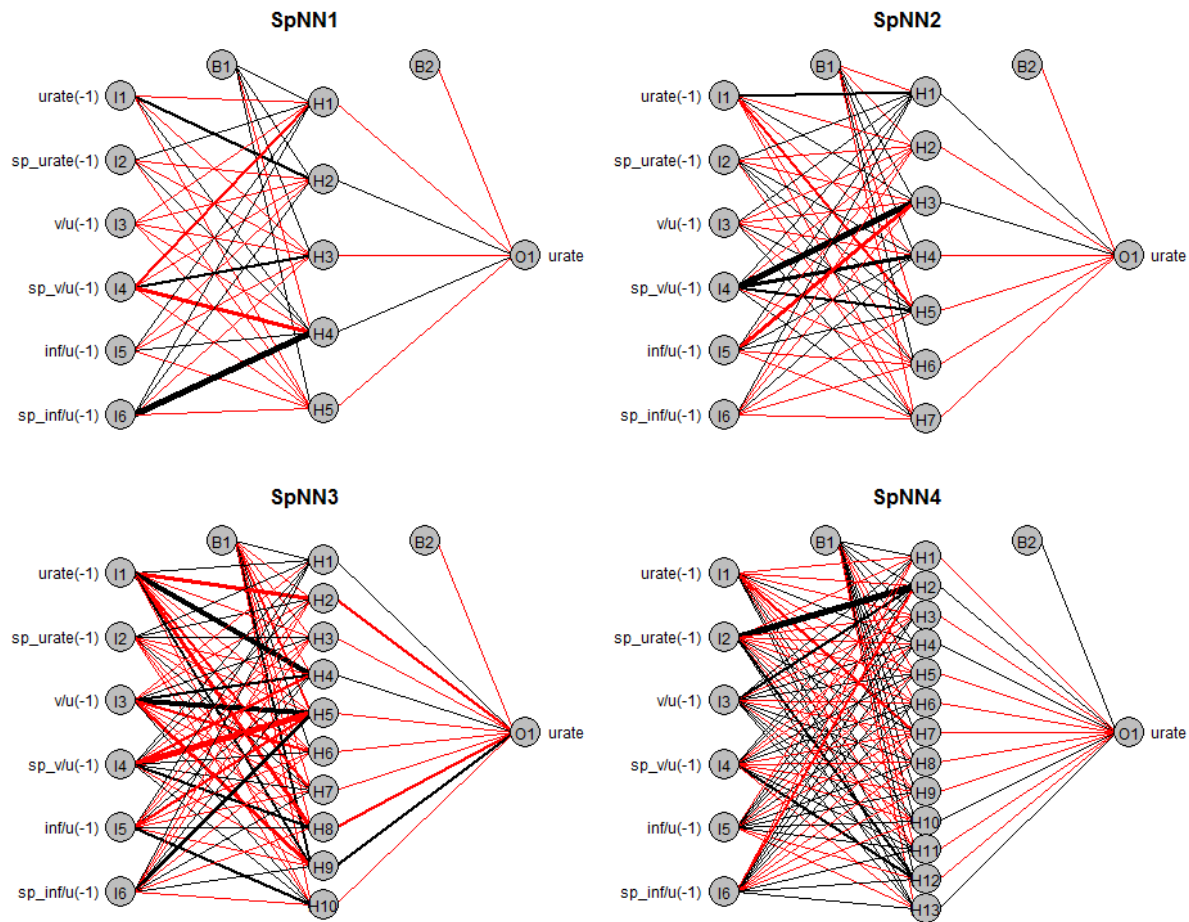 SpNN1
B1
B2
urate(-1) I1
H1
sp_urate(-1) I2
H2
v/u(-1) I3
H3
O1 urate
sp_v/u(-1) I4
H4
inf/u(-1) I5
H5
sp_inf/u(-1) I6
SpNN2
B1
B2
urate(-1) I1
H1
H2
sp_urate(-1) I2
H3
v/u(-1) I3
H4
O1 urate
sp_v/u(-1) I4
H5
inf/u(-1) I5
H6
sp_inf/u(-1) I6
H7
SpNN3
B1
B2
H1
urate(-1) I1
H2
sp_urate(-1) I2
H3
H4
v/u(-1) I3
H5
O1 urate
H6
sp_v/u(-1) I4
H7
inf/u(-1) I5
H8
H9
sp_inf/u(-1) I6
H10
SpNN4
B1
B2
H1
urate(-1) I1
H2
H3
sp_urate(-1) I2
H4
H5
v/u(-1) I3
H6
H7
O1 urate
H8
sp_v/u(-1) I4
H9
H10
inf/u(-1) I5
H11
H12
sp_inf/u(-1) I6
H13